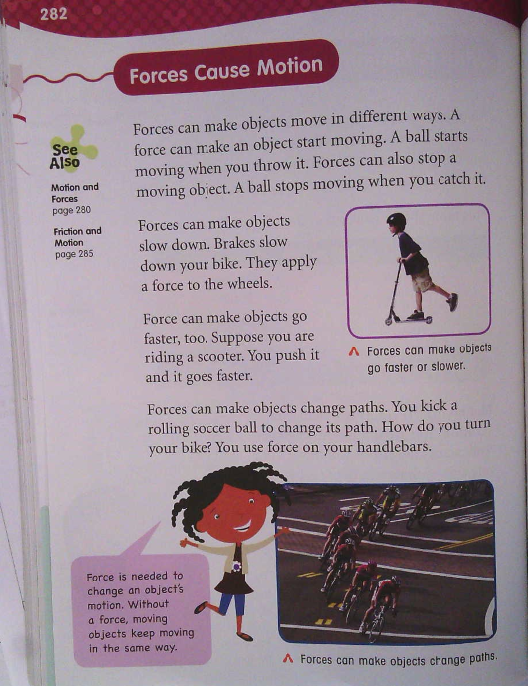 282
Forces Cause Motion
See
Also
Motion and
Forces
page 280
Friction and
Motion
page 285
Forces can make objects move in different ways. A
force can make an object start moving. A ball starts
moving when you throw it. Forces can also stop a
moving object. A ball stops moving when you catch it.
Forces can make objects
slow down. Brakes slow
down your bike. They apply
a force to the wheels.
Force can make objects go
faster, too. Suppose you are
riding a scooter. You push it
and it goes faster.
Forces can make objects
go faster or slower.
Forces can make objects change paths. You kick a
rolling soccer ball to change its path. How do you turn
your bike? You use force on your handlebars.
Force is needed to
change an object's
motion. Without
a force, moving
objects keep moving
in the same way.
Forces can make objects change paths.